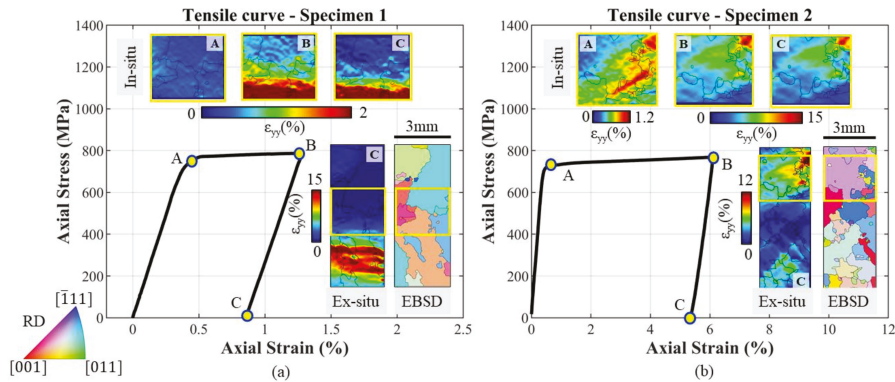 Tensile curve - Specimen 1
(a)
1400
1200
1000
800
600
400
200
0
Axial Stress (MPa)
In-situ
A
B
C
0
2
εyy(%)
A
B
C
15
0
εyy(%)
C
3mm
Ex-situ
EBSD
0
0.5
1
1.5
2
2.5
Axial Strain (%)
(a)
[1̅11]
RD
[001]
[011]
Tensile curve - Specimen 2
(b)
1400
1200
1000
800
600
400
200
0
Axial Stress (MPa)
In-situ
A
B
C
0
1.2
εyy(%)
0
15
εyy(%)
A
B
C
12
0
εyy(%)
3mm
C
Ex-situ
EBSD
0
2
4
6
8
10
12
Axial Strain (%)
(b)